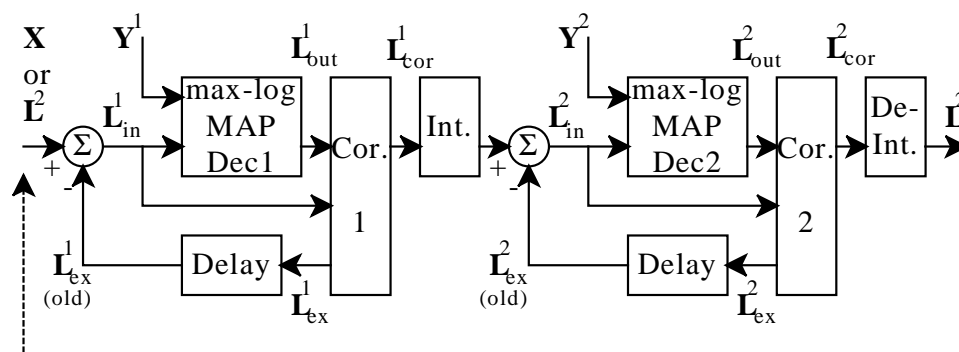 X
or
L²
Y¹
L¹in
+
-
Σ
max-log
MAP
Dec1
L¹out
Cor.
1
L¹cor
Int.
Delay
L¹ex
(old)
L¹ex
Y²
L²in
+
-
Σ
max-log
MAP
Dec2
L²out
Cor.
2
L²cor
De-
Int.
L
Delay
L²ex
(old)
L²ex